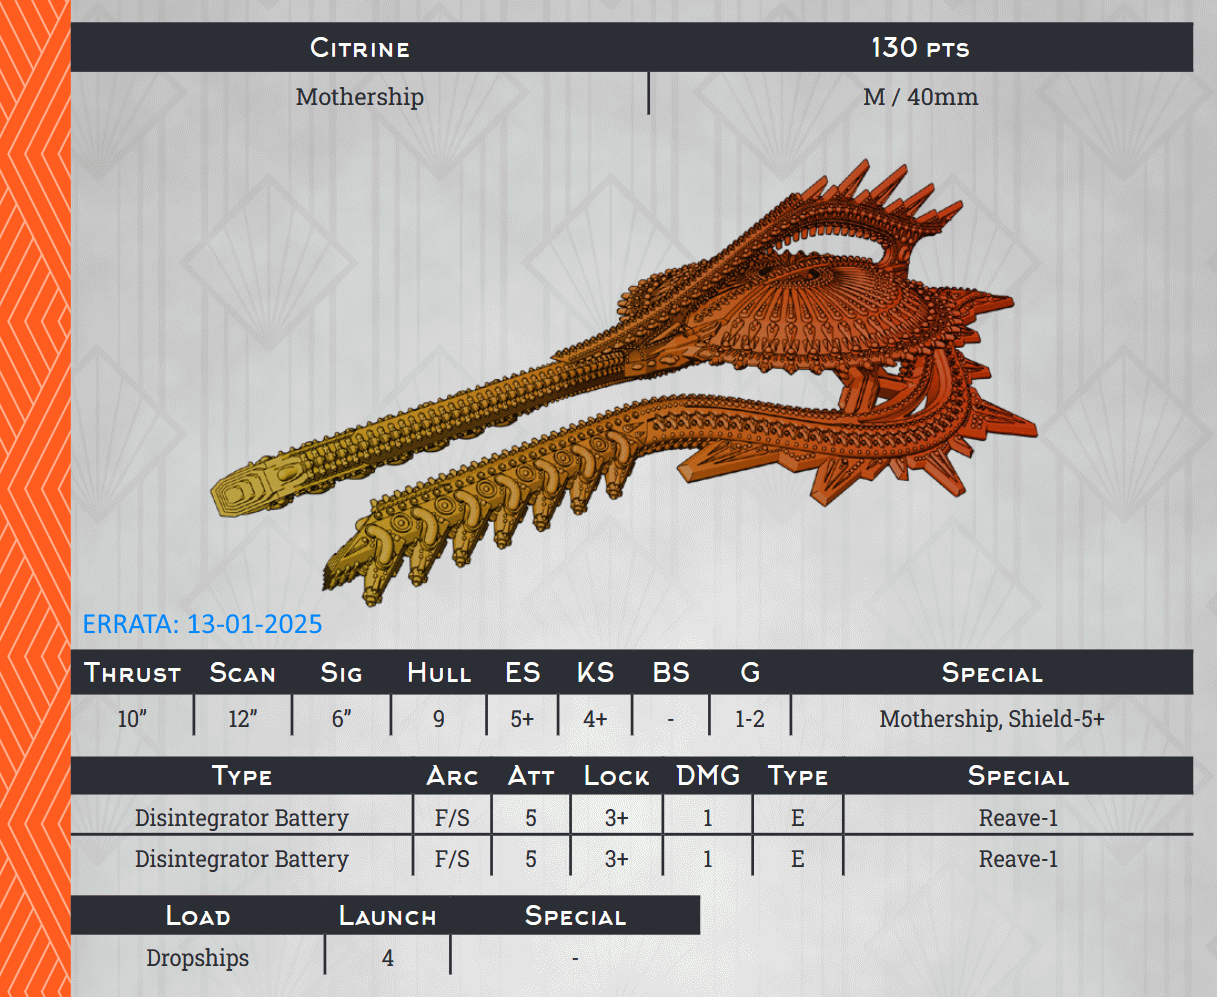 CITRINE 130 PTS
Mothership M / 40mm
ERRATA: 13-01-2025
THRUST SCAN SIG HULL ES KS BS G SPECIAL
10” 12” 6” 9 5+ 4+ - 1-2 Mothership, Shield-5+
TYPE ARC ATT LOCK DMG TYPE SPECIAL
Disintegrator Battery F/S 5 3+ 1 E Reave-1
Disintegrator Battery F/S 5 3+ 1 E Reave-1
LOAD LAUNCH SPECIAL
Dropships 4 -